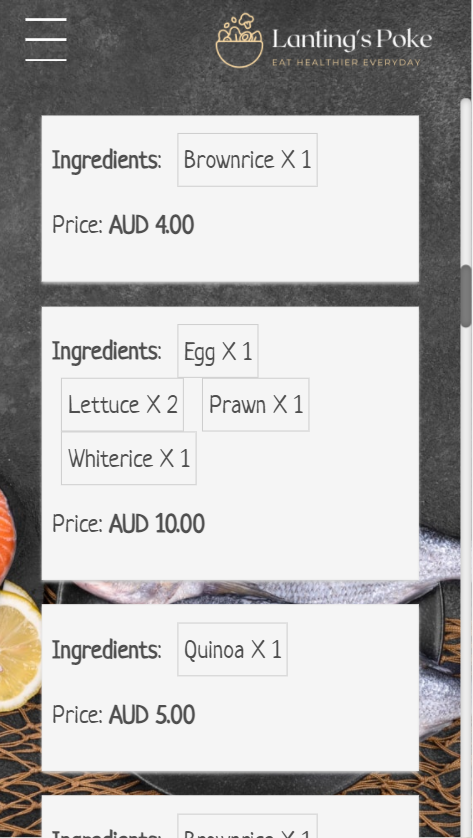 Lanting's Poke
EAT HEALTHIER EVERYDAY
Ingredients: Brownrice X 1
Price: AUD 4.00
Ingredients: Egg X 1
Lettuce X 2 Prawn X 1
Whiterice X 1
Price: AUD 10.00
Ingredients: Quinoa X 1
Price: AUD 5.00
Ingredients: Brownrice X 1